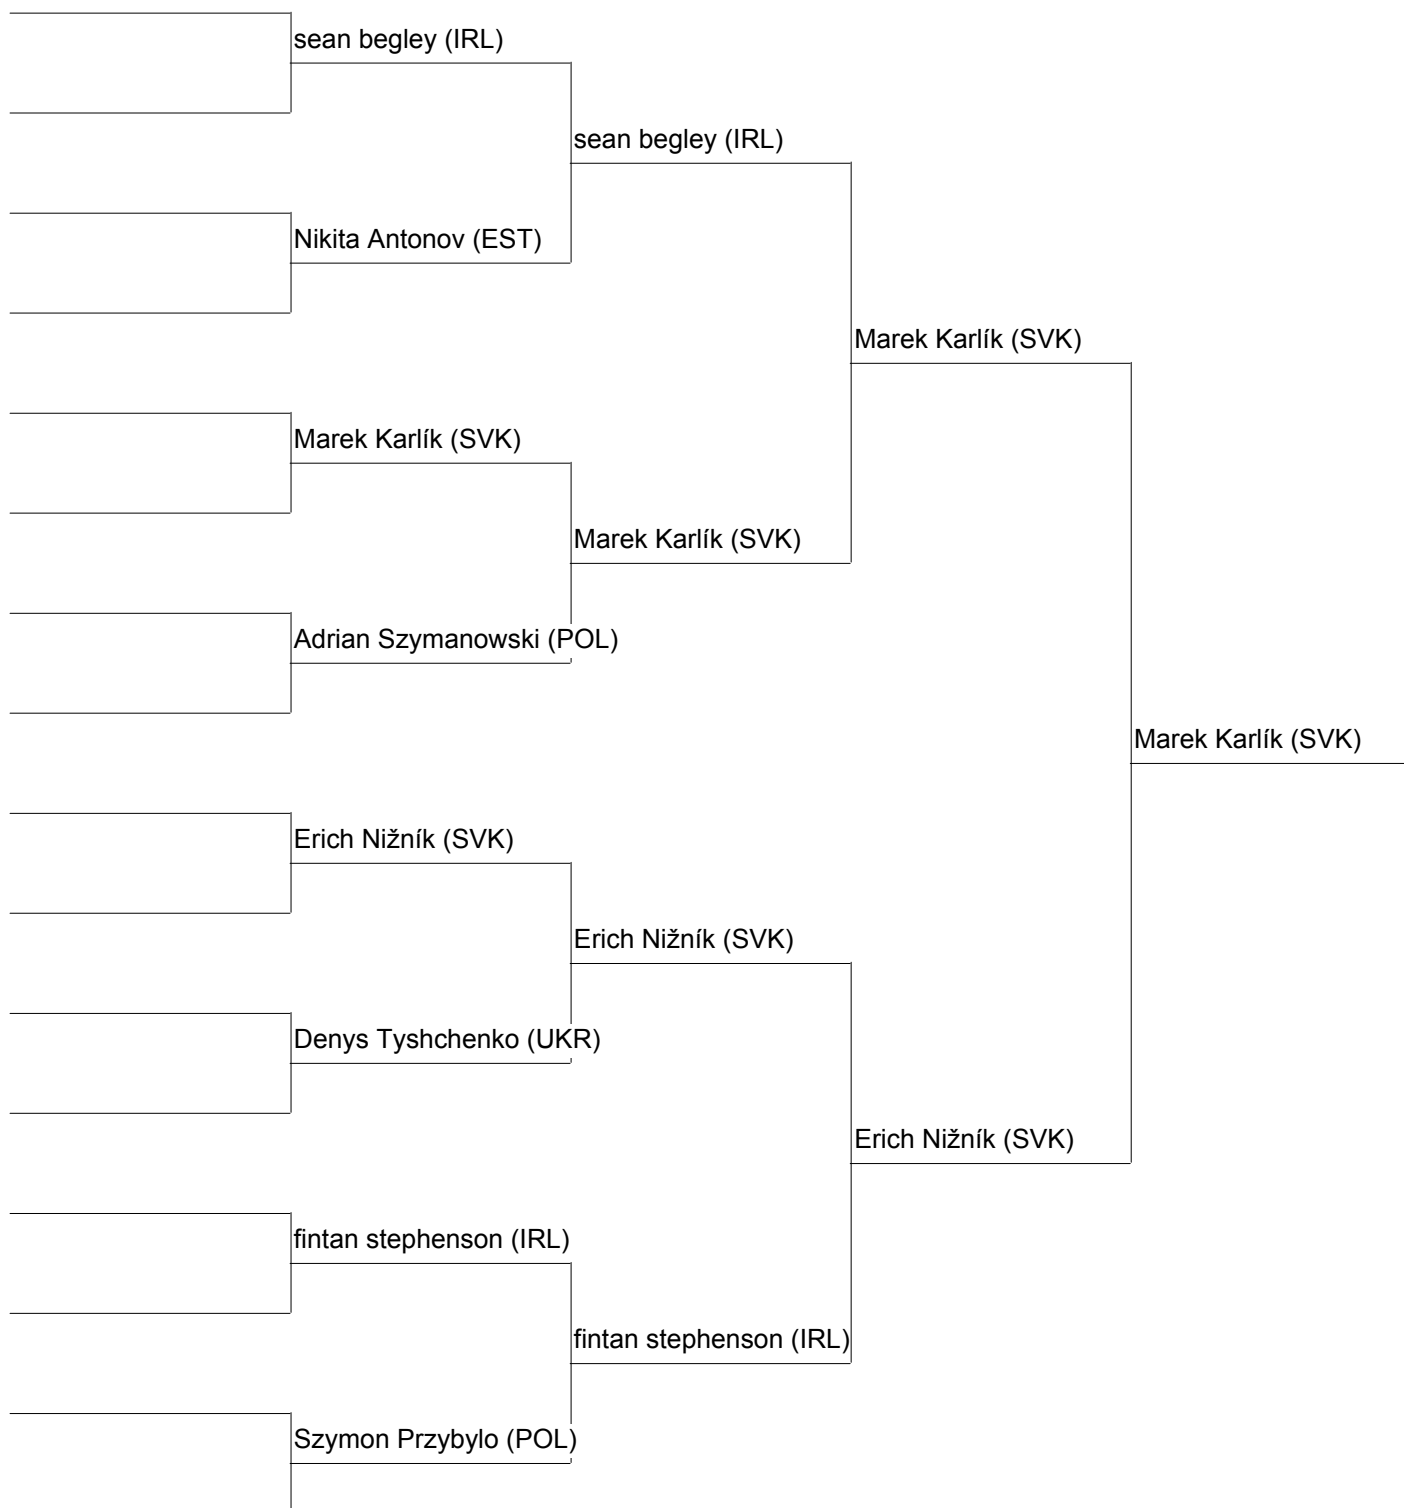 sean begley (IRL)
sean begley (IRL)
Nikita Antonov (EST)
Marek Karlík (SVK)
Marek Karlík (SVK)
Marek Karlík (SVK)
Adrian Szymanowski (POL)
Marek Karlík (SVK)
Erich Nižník (SVK)
Erich Nižník (SVK)
Denys Tyshchenko (UKR)
Erich Nižník (SVK)
fintan stephenson (IRL)
fintan stephenson (IRL)
Szymon Przybylo (POL)